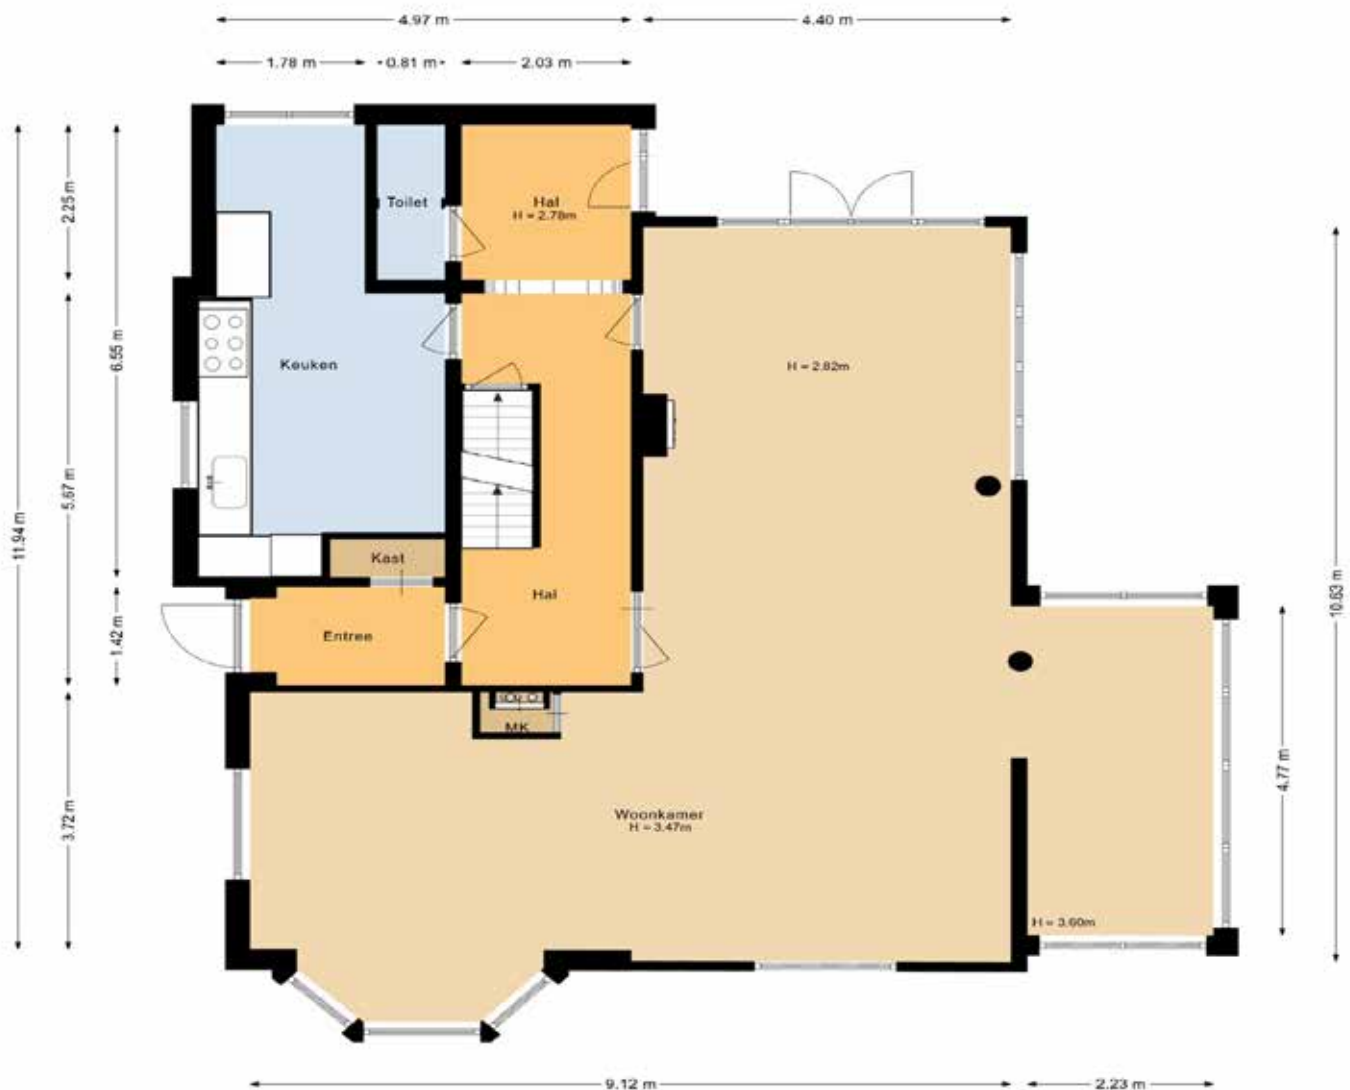 4.97 m
4.40 m
1.78 m
0.81 m
2.03 m
11.94 m
2.25 m
5.67 m
3.72 m
6.55 m
1.42 m
Toilet
Hal
H = 2.78m
Keuken
H = 2.82m
Kast
Hal
Entree
MK
Woonkamer
H = 3.47m
H = 3.60m
10.63 m
4.77 m
9.12 m
2.23 m